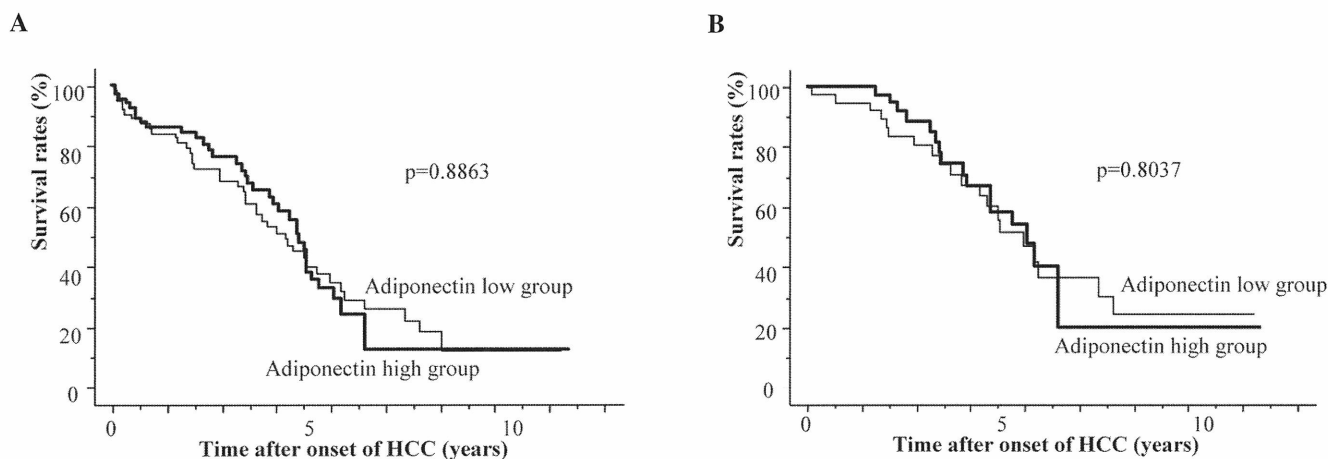 A
Survival rates (%)
100
80
60
40
20
0
p=0.8863
Adiponectin low group
Adiponectin high group
0 5 10
Time after onset of HCC (years)
B
Survival rates (%)
100
80
60
40
20
0
p=0.8037
Adiponectin low group
Adiponectin high group
0 5 10
Time after onset of HCC (years)